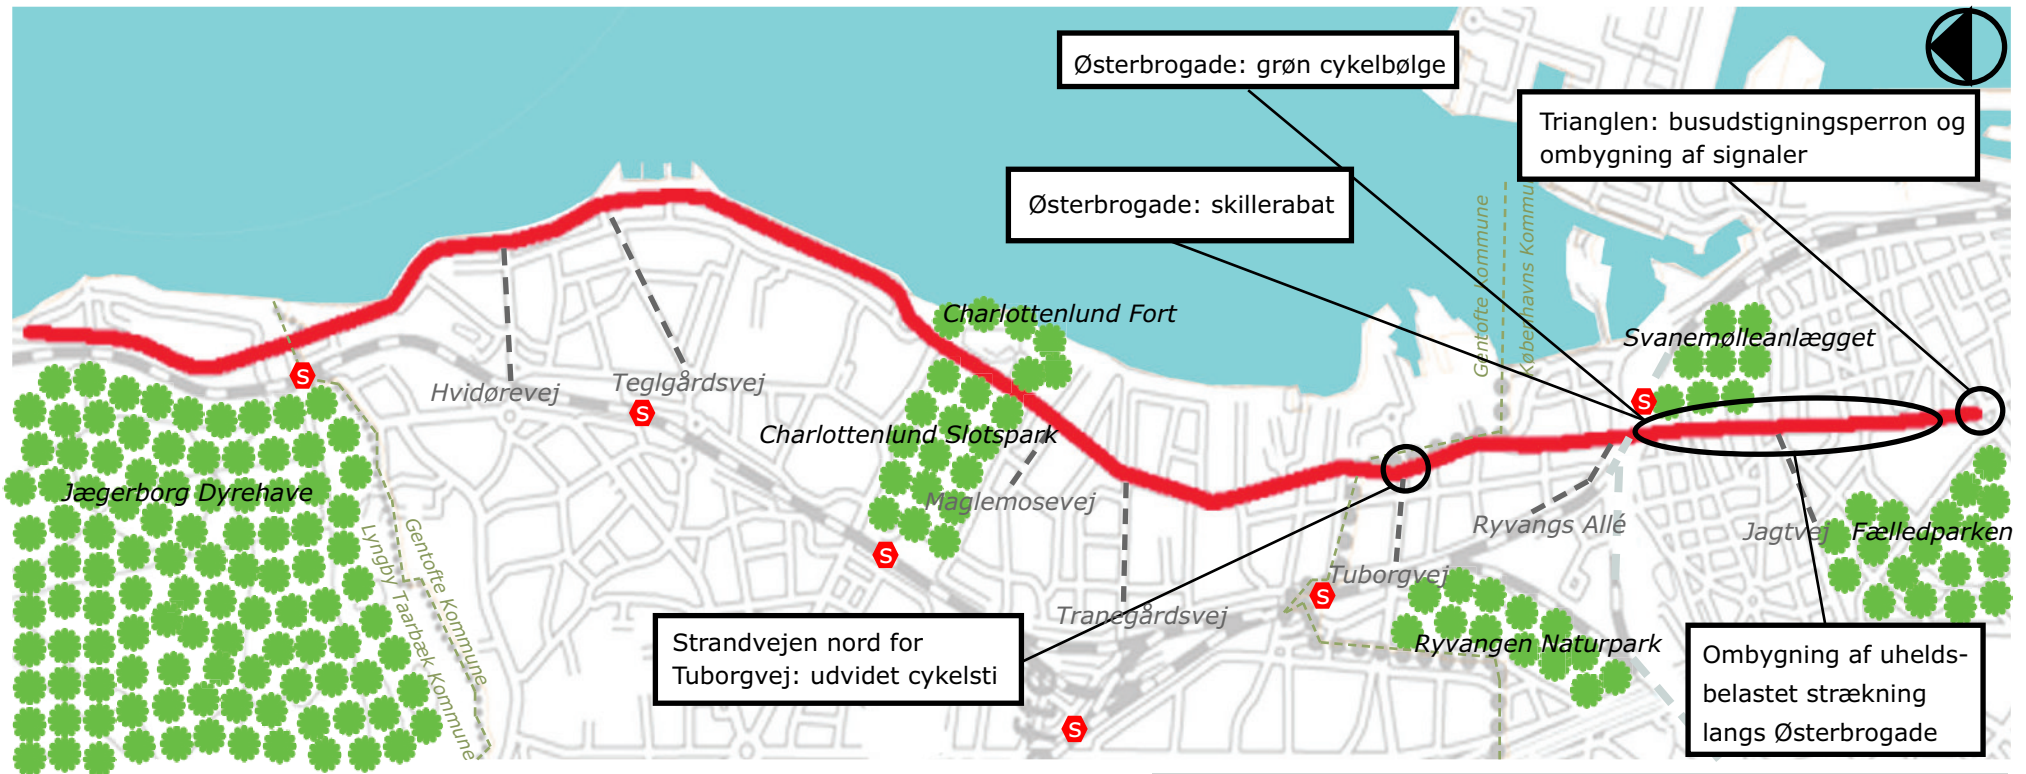 Østerbrogade: grøn cykelbølge
Trianglen: busudstigningsperron og
ombygning af signaler
Østerbrogade: skillerabat
Gentofte Kommune
Københavns Kommu
Charlottenlund Fort
Svanemølleanlægget
S
Hvidørevej
Teglgårdsvej
S
S
Charlottenlund Slotspark
Jægerborg Dyrehave
Maglemosevej
Ryvangs Allé
Jagtvej
Fælledparken
Lyngby Taarbæk Kommune
Gentofte Kommune
S
Tuborgvej
S
Tranegårdsvej
Ryvangen Naturpark
Strandvejen nord for
Tuborgvej: udvidet cykelsti
Ombygning af uhelds-
belastet strækning
langs Østerbrogade
S